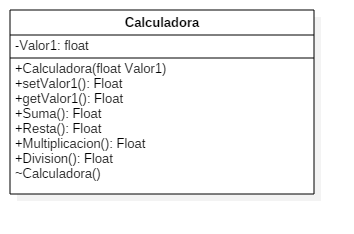 Calculadora
-Valor1: float
+Calculadora(float Valor1)
+setValor1(): Float
+getValor1(): Float
+Suma(): Float
+Resta(): Float
+Multiplicacion(): Float
+Division(): Float
~Calculadora()